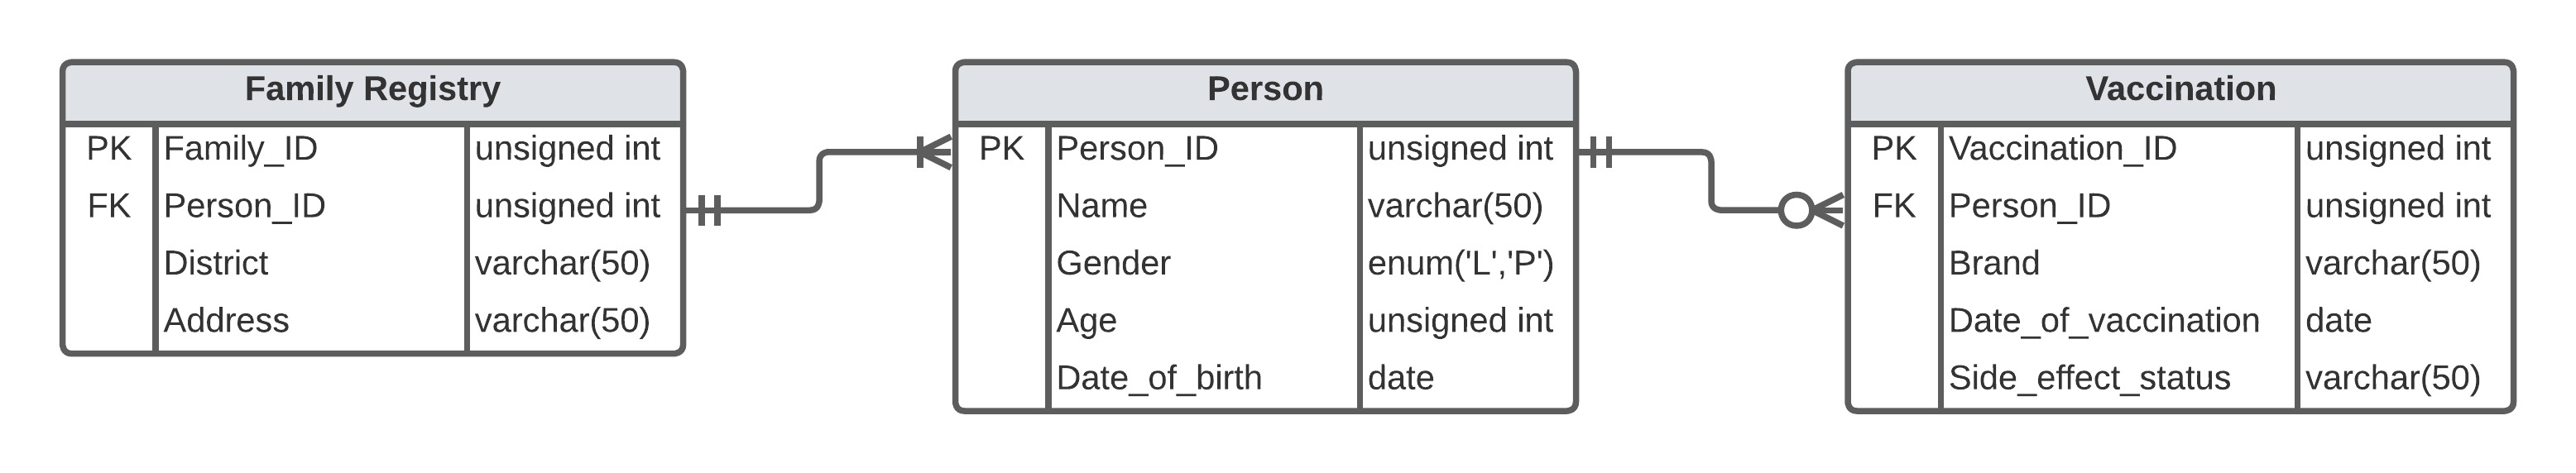 Family Registry
PK Family_ID unsigned int
FK Person_ID unsigned int
District varchar(50)
Address varchar(50)
Person
PK Person_ID unsigned int
Name varchar(50)
Gender enum('L','P')
Age unsigned int
Date_of_birth date
Vaccination
PK Vaccination_ID unsigned int
FK Person_ID unsigned int
Brand varchar(50)
Date_of_vaccination date
Side_effect_status varchar(50)